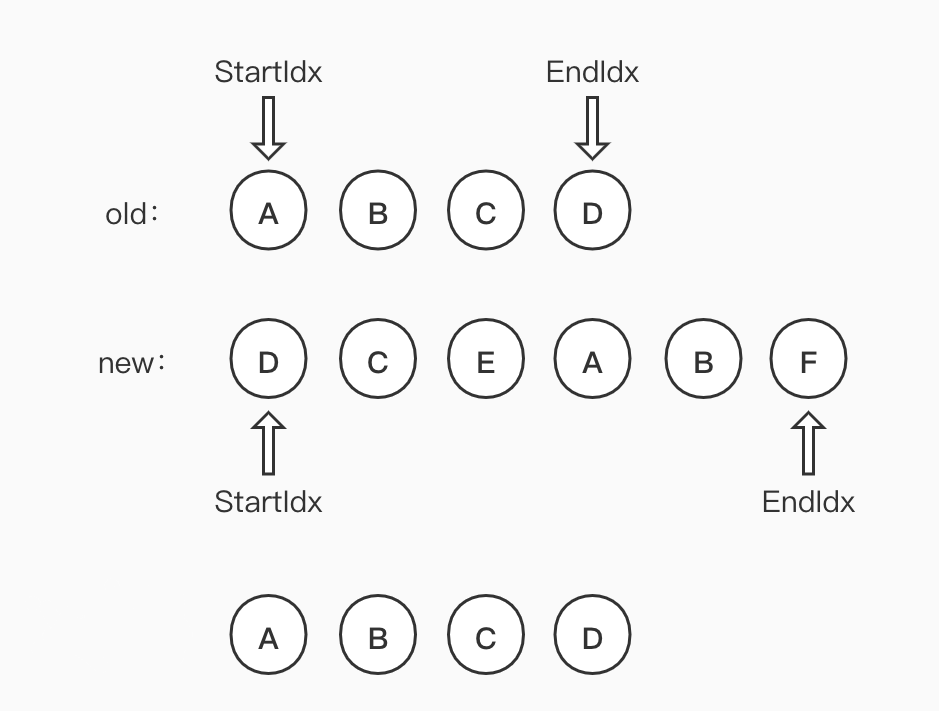 StartIdx EndIdx
old： A B C D
new： D C E A B F
StartIdx EndIdx
A B C D